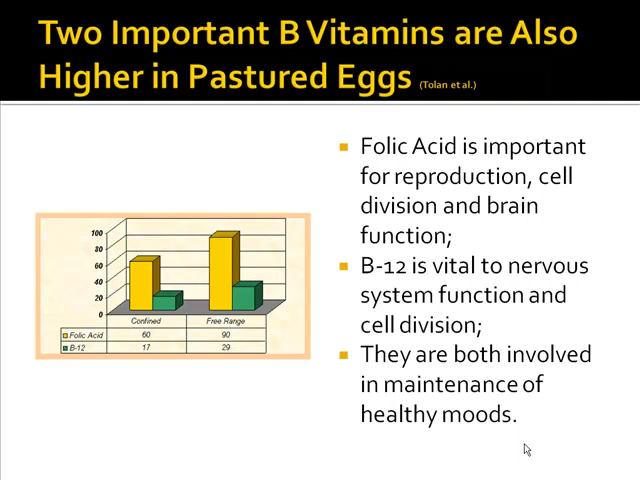 Two Important B Vitamins are Also
Higher in Pastured Eggs (Tolan et al.)
Folic Acid is important
for reproduction, cell
division and brain
function;
B-12 is vital to nervous
system function and
cell division;
They are both involved
in maintenance of
healthy moods.
100
80
60
40
20
0
Confined Free Range
Folic Acid 60 90
B-12 17 29